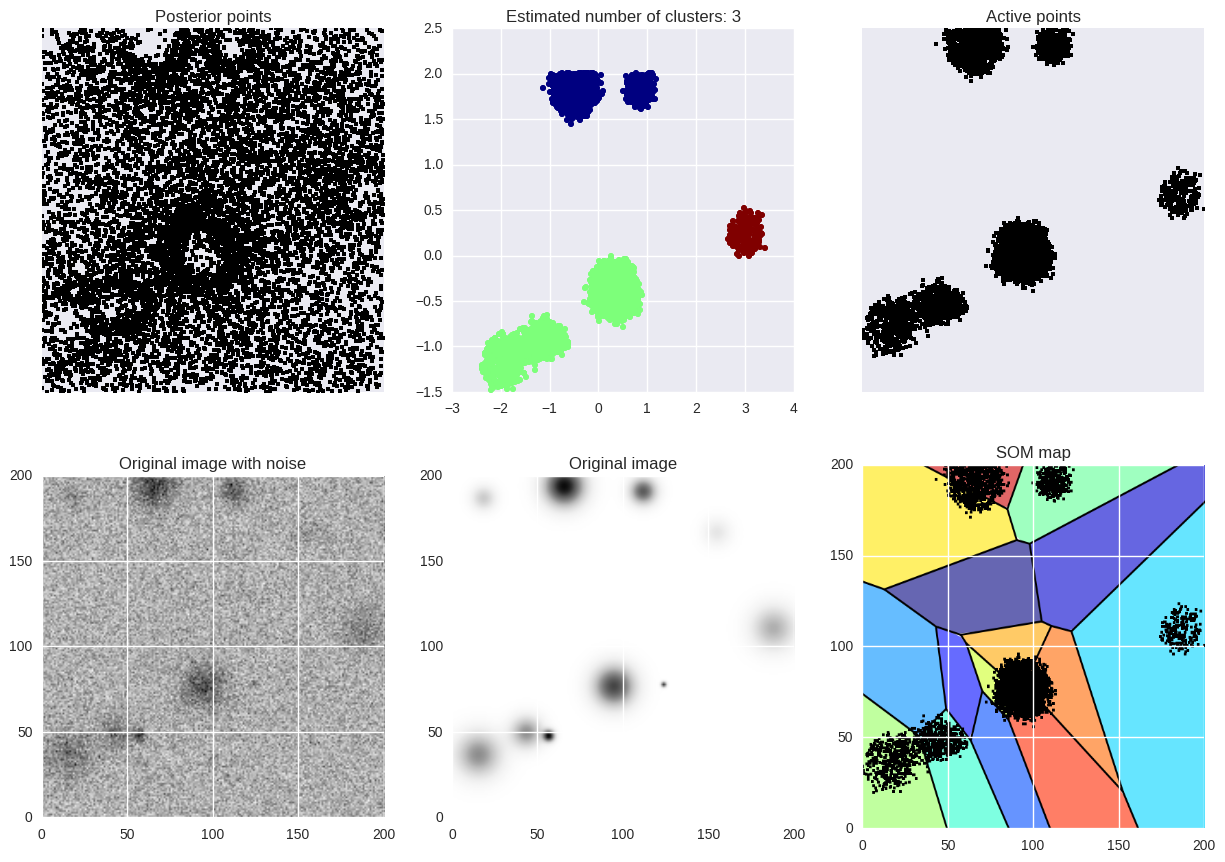 Posterior points
Estimated number of clusters: 3
Active points
2.5
2.0
1.5
1.0
0.5
0.0
−0.5
−1.0
−1.5
−3 −2 −1 0 1 2 3 4
Original image with noise
Original image
SOM map
200
150
100
50
0
0 50 100 150 200
200
150
100
50
0
0 50 100 150 200
200
150
100
50
0
0 50 100 150 200